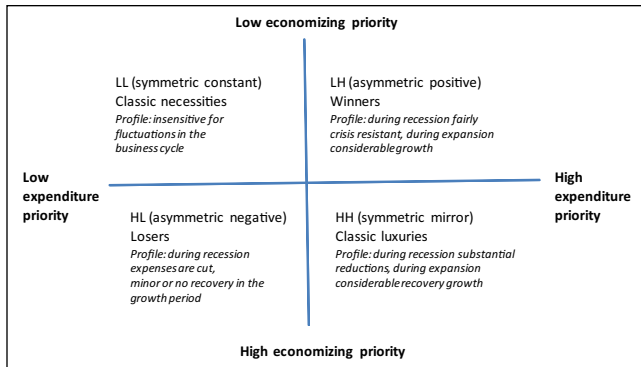 Low economizing priority
LL (symmetric constant)
Classic necessities
Profile: insensitive for
fluctuations in the
business cycle
LH (asymmetric positive)
Winners
Profile: during recession fairly
crisis resistant, during expansion
considerable growth
Low
expenditure
priority
High
expenditure
priority
HL (asymmetric negative)
Losers
Profile: during recession
expenses are cut,
minor or no recovery in the
growth period
HH (symmetric mirror)
Classic luxuries
Profile: during recession substantial
reductions, during expansion
considerable recovery growth
High economizing priority